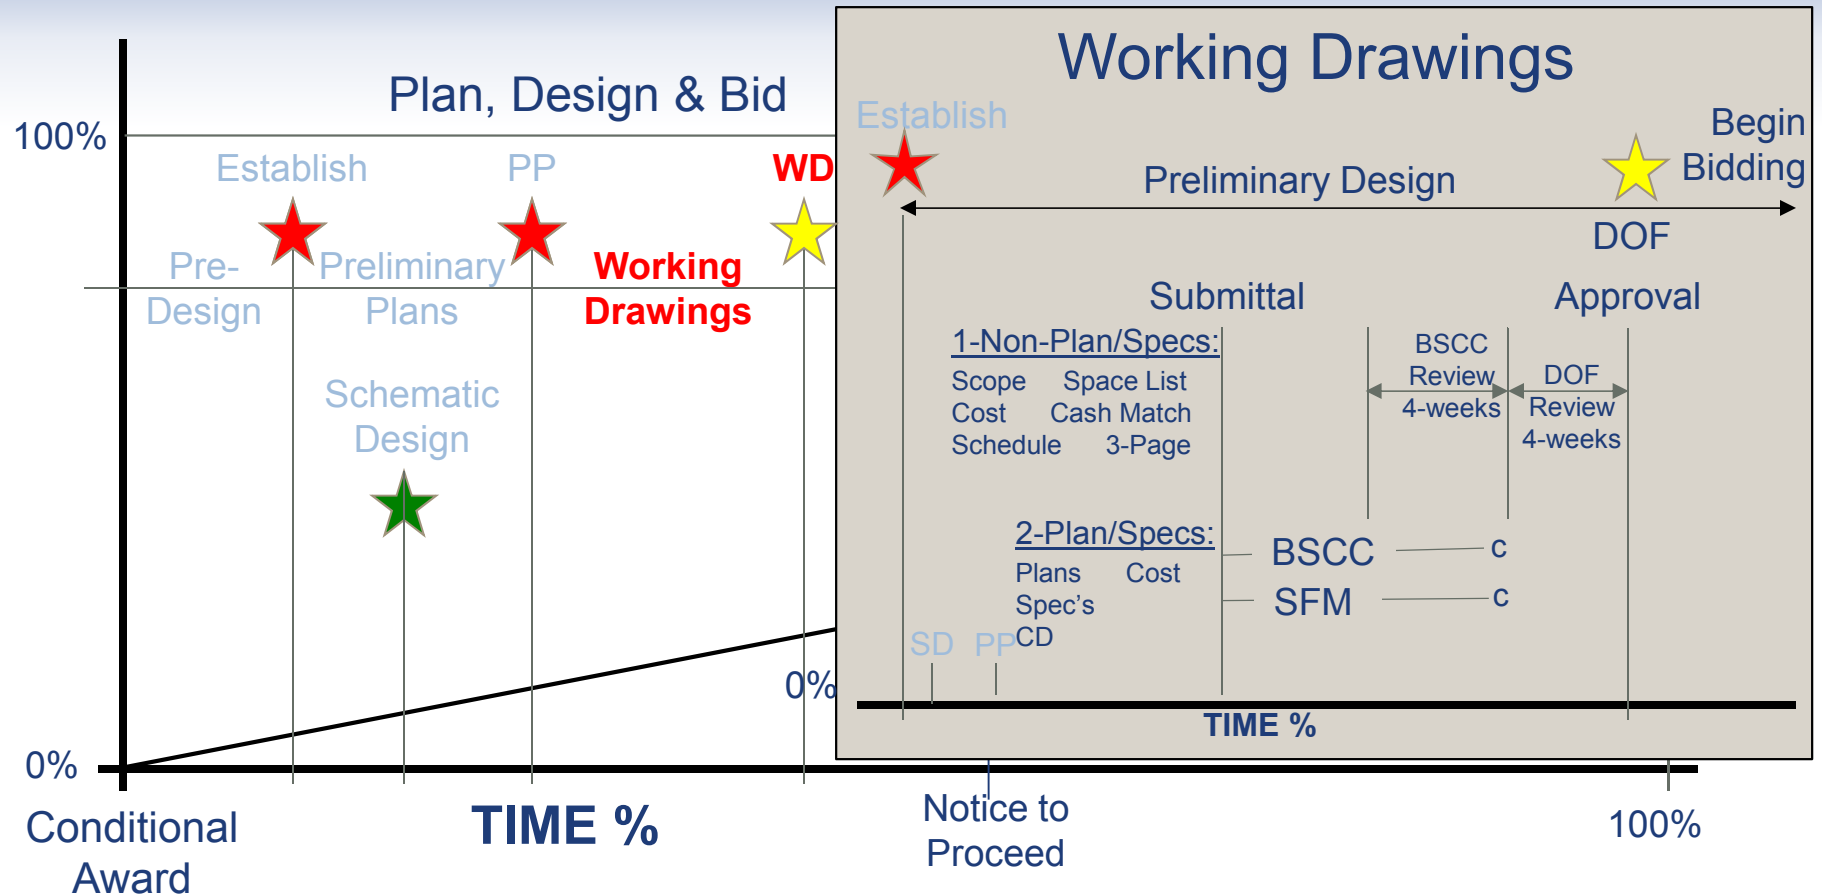 Plan, Design & Bid
100%
Establish
PP
WD
Pre-
Design
Preliminary
Plans
Working
Drawings
Schematic
Design
0%
0%
Conditional
Award
TIME %
Notice to
Proceed
100%
Working Drawings
Establish
Begin
Bidding
Preliminary Design
DOF
Submittal
Approval
1-Non-Plan/Specs:
Scope Space List
Cost Cash Match
Schedule 3-Page
BSCC
Review
4-weeks
DOF
Review
4-weeks
2-Plan/Specs:
Plans Cost
Spec’s
CD
BSCC c
SFM c
SD PP
TIME %